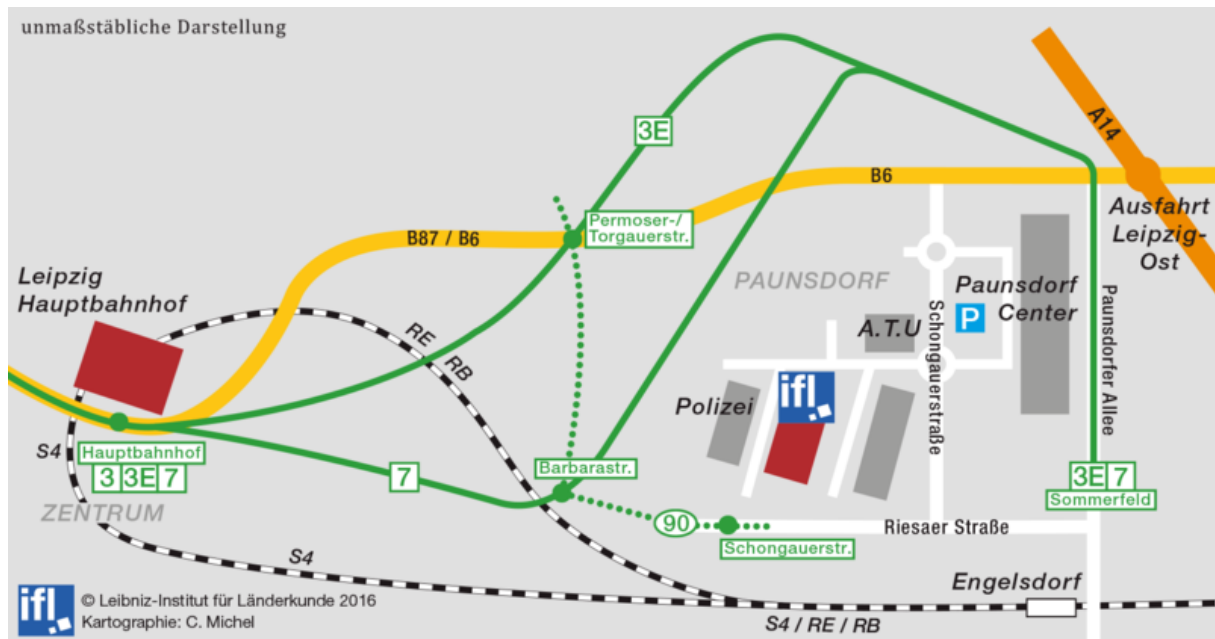 unmaßstäbliche Darstellung
3E
A14
B6
Permoser-/
Torgauerstr.
B87 / B6
Ausfahrt
Leipzig-
Ost
Leipzig
Hauptbahnhof
PAUNSDORF
Paunsdorf
Center
P
A.T.U
Schongauerstraße
Paunsdorfer Allee
RE
RB
ifl
Polizei
S4
Hauptbahnhof
3 3E 7
7
Barbarastr.
3E 7
Sommerfeld
ZENTRUM
90
Riesaer Straße
Schongauerstr.
S4
Engelsdorf
ifl
© Leibniz-Institut für Länderkunde 2016
Kartographie: C. Michel
S4 / RE / RB